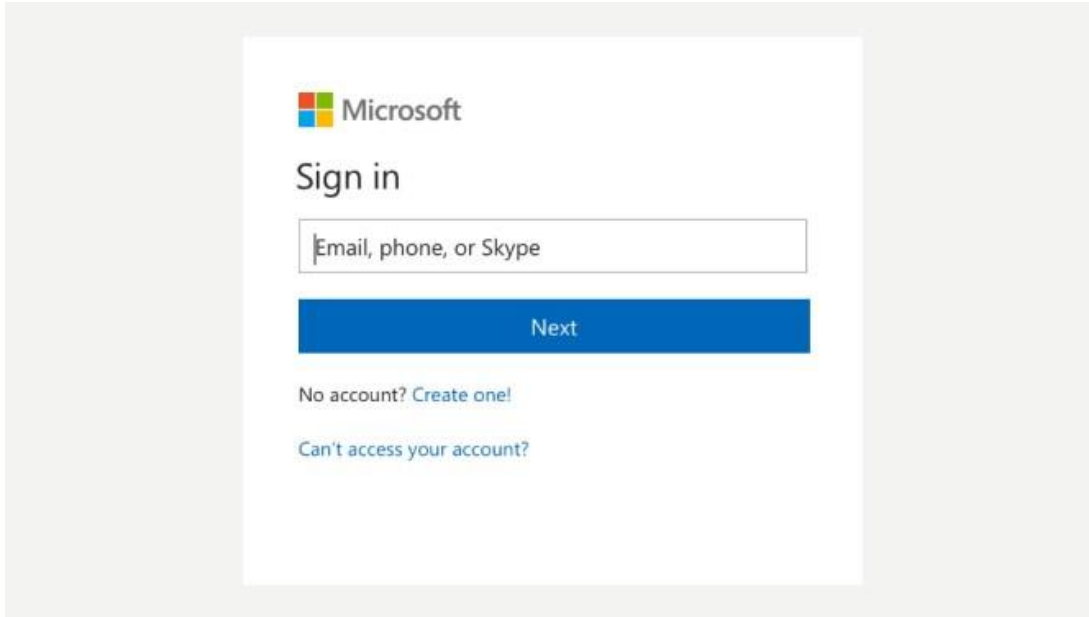 Microsoft
Sign in
Email, phone, or Skype
Next
No account? Create one!
Can't access your account?